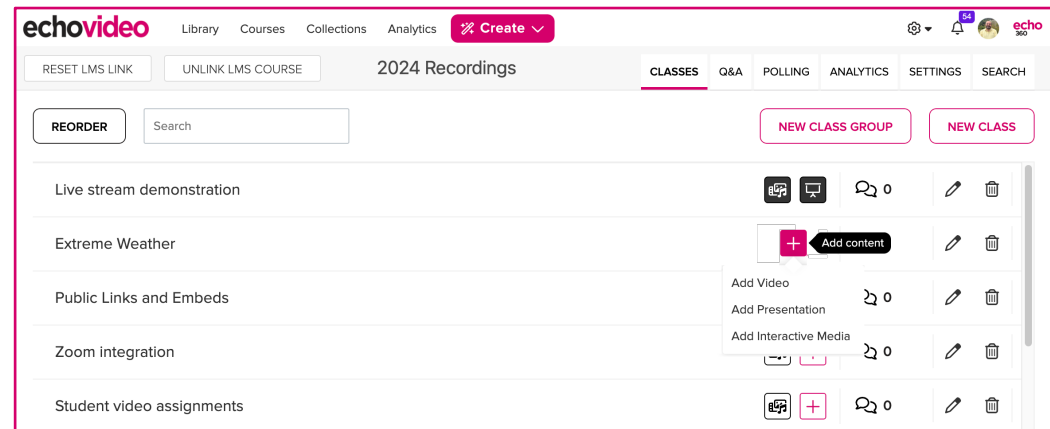 echovideo Library Courses Collections Analytics Create 54 echo
360
RESET LMS LINK UNLINK LMS COURSE 2024 Recordings CLASSES Q&A POLLING ANALYTICS SETTINGS SEARCH
REORDER Search NEW CLASS GROUP NEW CLASS
Live stream demonstration 0
Extreme Weather Add content
Add Video
Public Links and Embeds 0
Add Presentation
Add Interactive Media
Zoom integration 0
Student video assignments 0